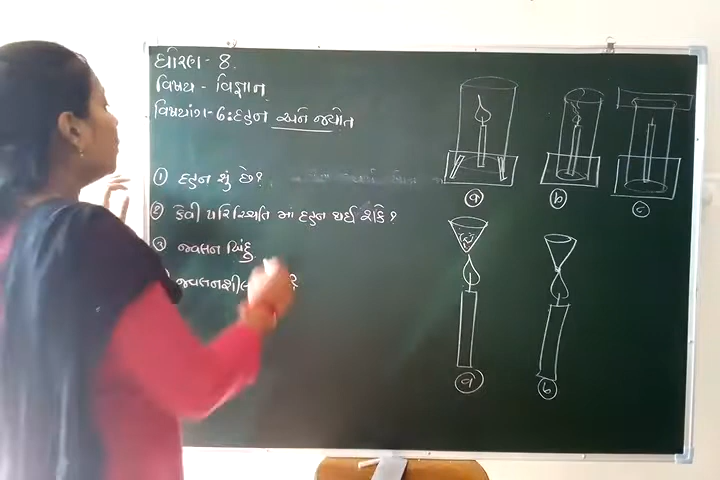 ધોરણ - 8.
વિષય - વિજ્ઞાન
વિષયાંશ - 6 : દહન અને જ્યોત
① દહન શું છે?
② કેવી પરિસ્થિતિ માં દહન થઈ શકે ?
③ જ્વલન બિંદુ
જ્વલનશીલ
a
b
c
a
b